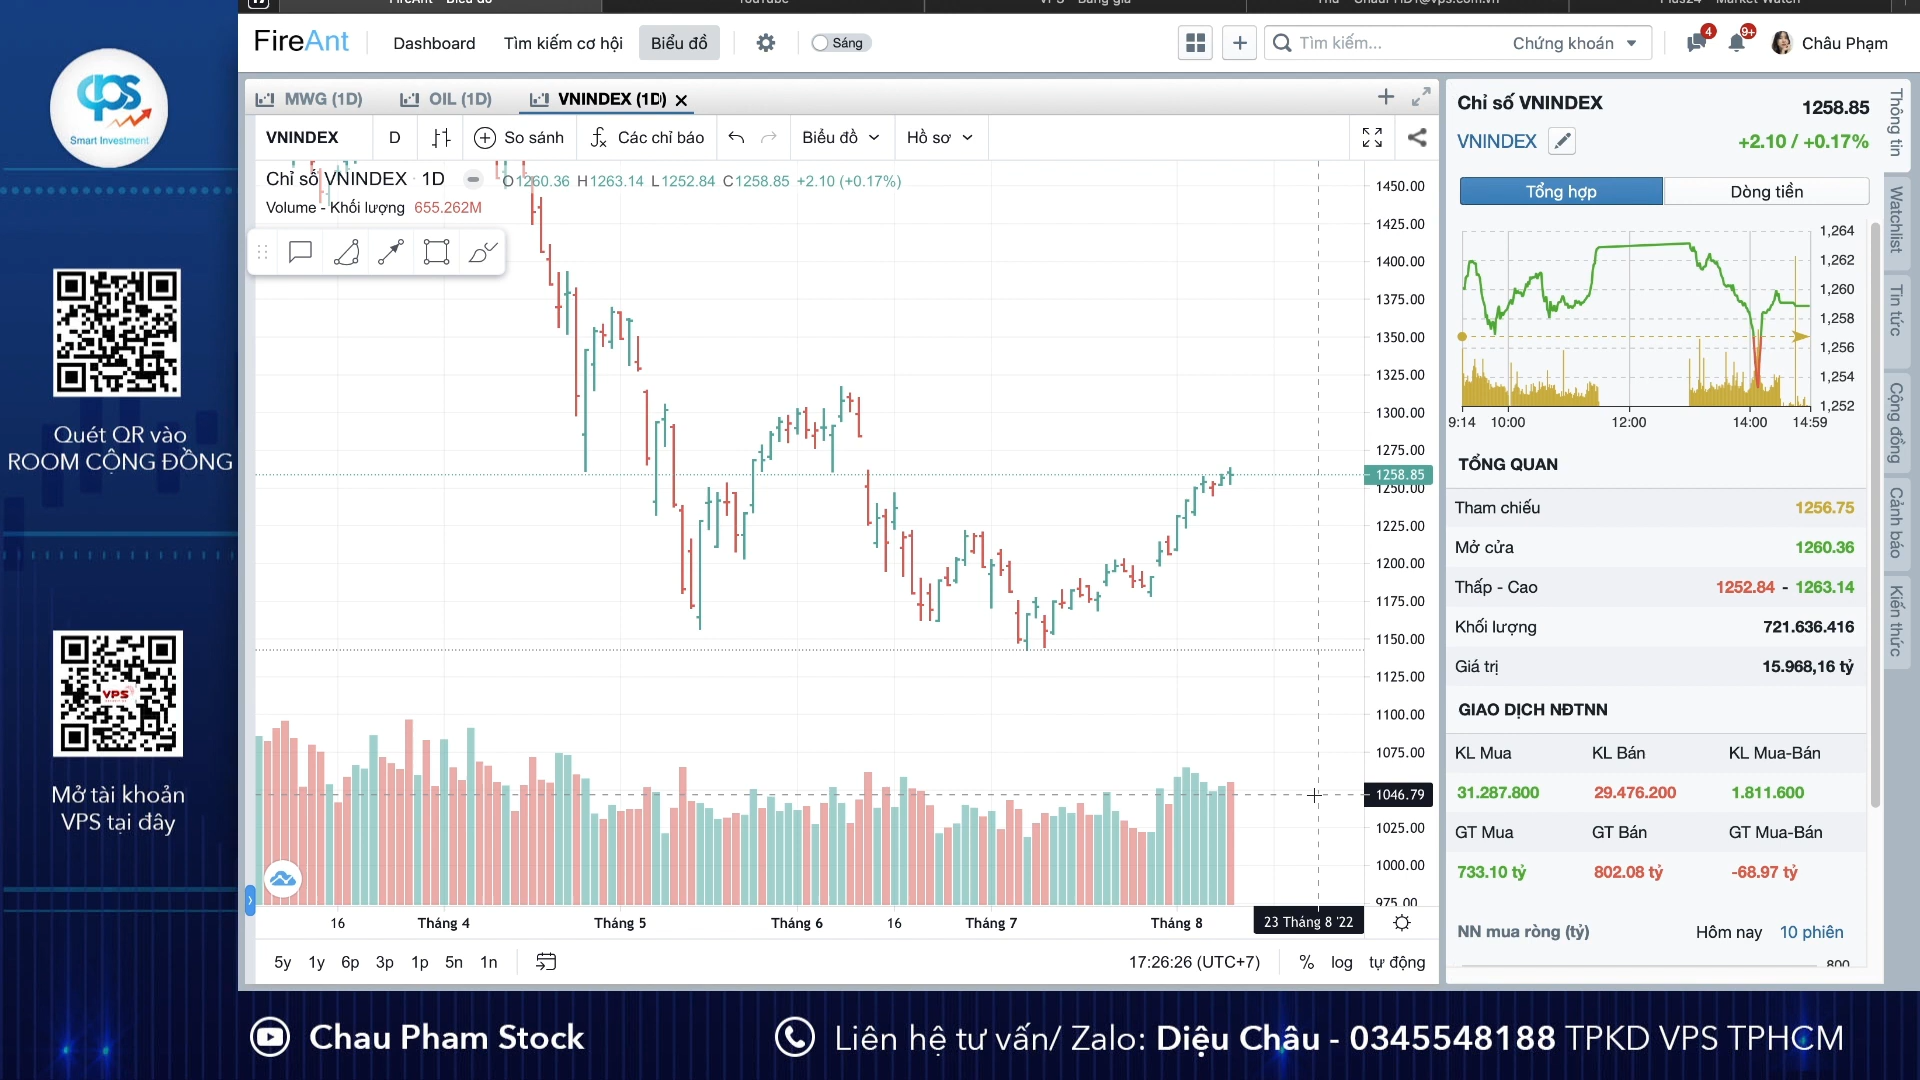 FireAnt
Dashboard
Tìm kiếm cơ hội
Biểu đồ
Sáng
Tìm kiếm...
Chứng khoán
4
9+
Châu Phạm
MWG (1D)
OIL (1D)
VNINDEX (1D)
VNINDEX
D
So sánh
Các chỉ báo
Biểu đồ
Hồ sơ
Chỉ số VNINDEX · 1D
O1260.36 H1263.14 L1252.84 C1258.85 +2.10 (+0.17%)
Volume - Khối lượng 655.262M
1450.00
1425.00
1400.00
1375.00
1350.00
1325.00
1300.00
1275.00
1258.85
1250.00
1225.00
1200.00
1175.00
1150.00
1125.00
1100.00
1075.00
1046.79
1025.00
1000.00
975.00
16
Tháng 4
Tháng 5
Tháng 6
16
Tháng 7
Tháng 8
23 Tháng 8 '22
5y 1y 6p 3p 1p 5n 1n
17:26:26 (UTC+7)
% log tự động
Chỉ số VNINDEX
1258.85
VNINDEX
+2.10 / +0.17%
Tổng hợp
Dòng tiền
1,264
1,262
1,260
1,258
1,256
1,254
1,252
9:14 10:00 12:00 14:00 14:59
TỔNG QUAN
Tham chiếu 1256.75
Mở cửa 1260.36
Thấp - Cao 1252.84 - 1263.14
Khối lượng 721.636.416
Giá trị 15.968,16 tỷ
GIAO DỊCH NĐTNN
KL Mua KL Bán KL Mua-Bán
31.287.800 29.476.200 1.811.600
GT Mua GT Bán GT Mua-Bán
733.10 tỷ 802.08 tỷ -68.97 tỷ
NN mua ròng (tỷ) Hôm nay 10 phiên
800
Thông tin
Watchlist
Tin tức
Cộng đồng
Cảnh báo
Kiến thức
Smart Investment
Quét QR vào
ROOM CỘNG ĐỒNG
VPS
Mở tài khoản
VPS tại đây
Chau Pham Stock
Liên hệ tư vấn/ Zalo: Diệu Châu - 0345548188 TPKD VPS TPHCM